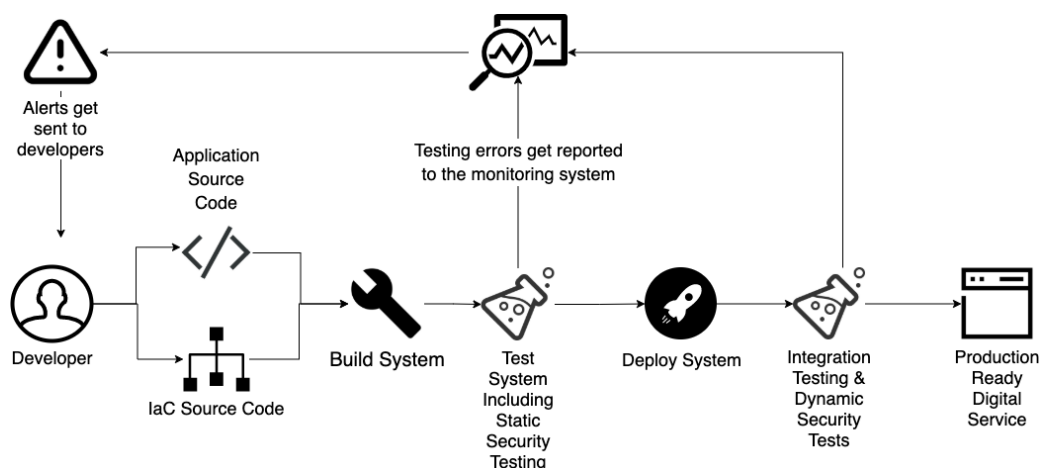 Alerts get
sent to
developers
Application
Source
Code
Testing errors get reported
to the monitoring system
Developer
IaC Source Code
Build System
Test
System
Including
Static
Security
Testing
Deploy System
Integration
Testing &
Dynamic
Security
Tests
Production
Ready
Digital
Service